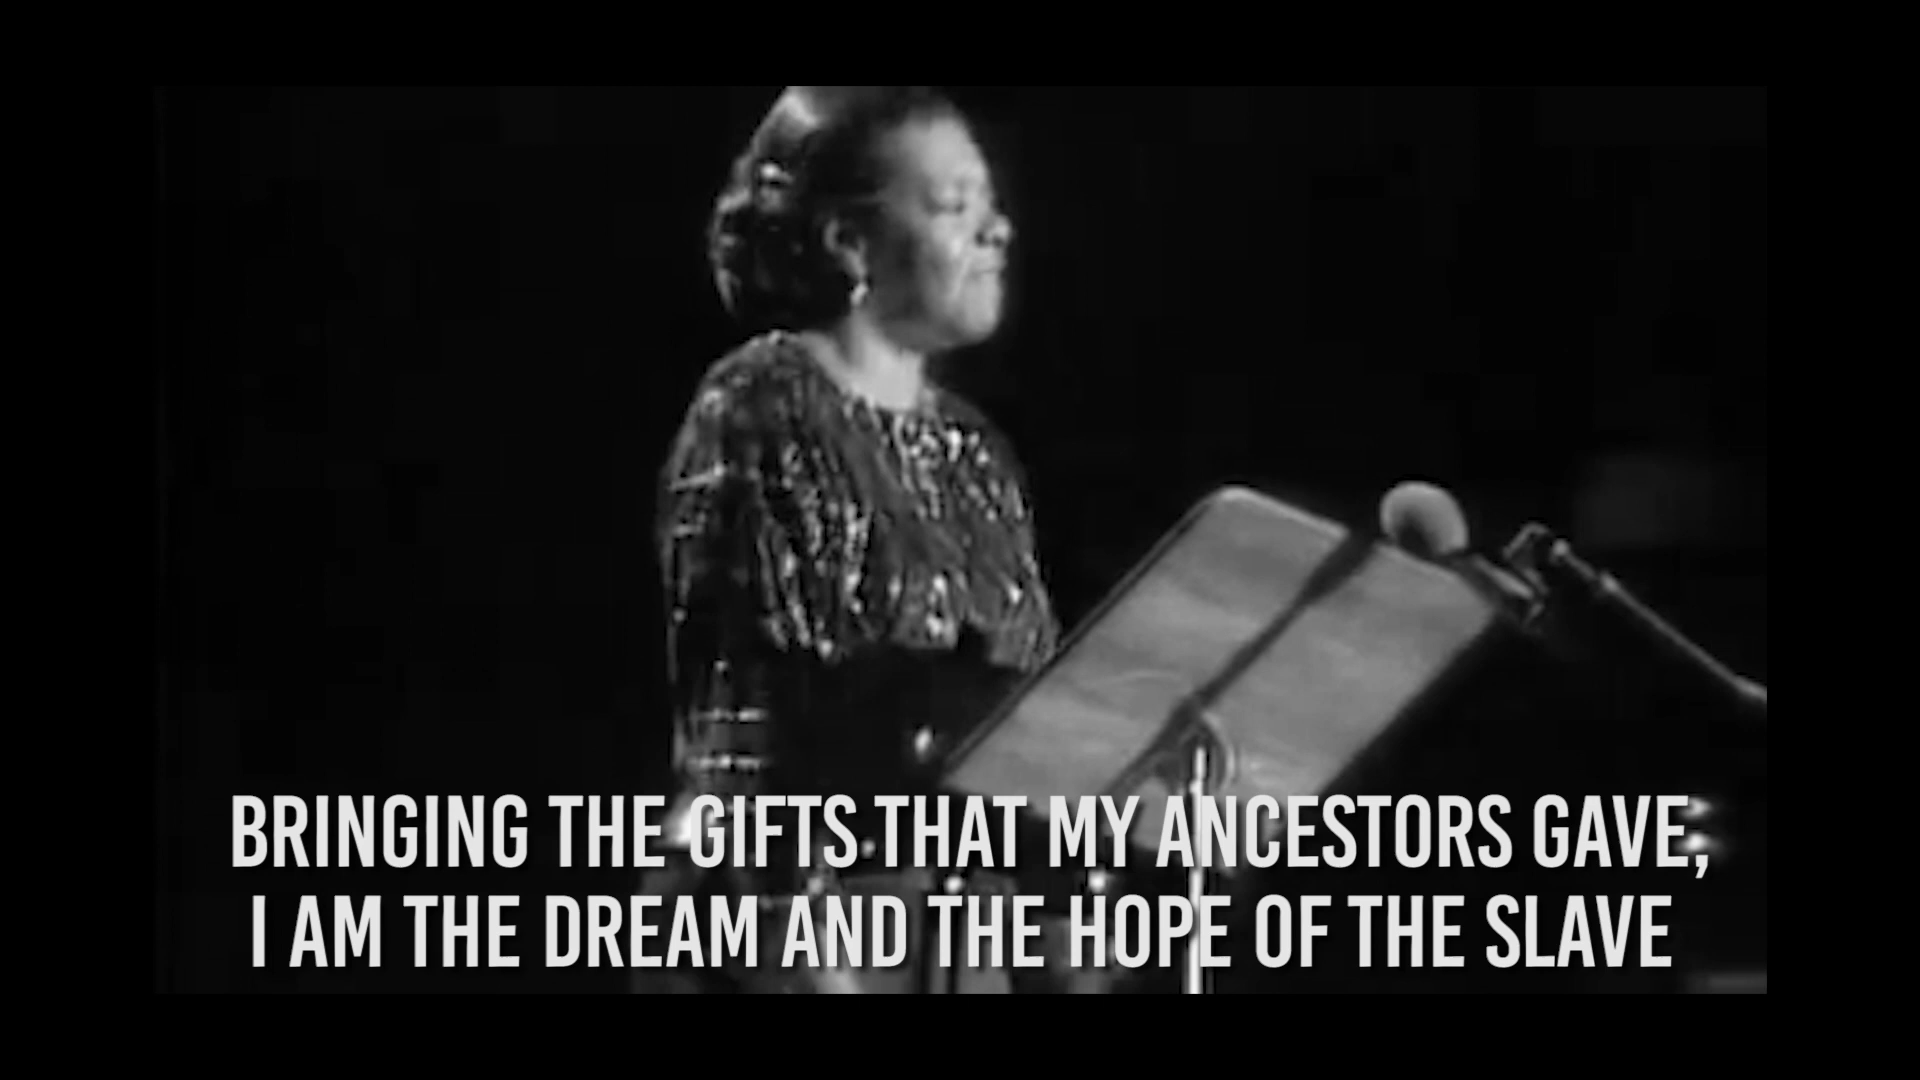 BRINGING THE GIFTS THAT MY ANCESTORS GAVE,
I AM THE DREAM AND THE HOPE OF THE SLAVE